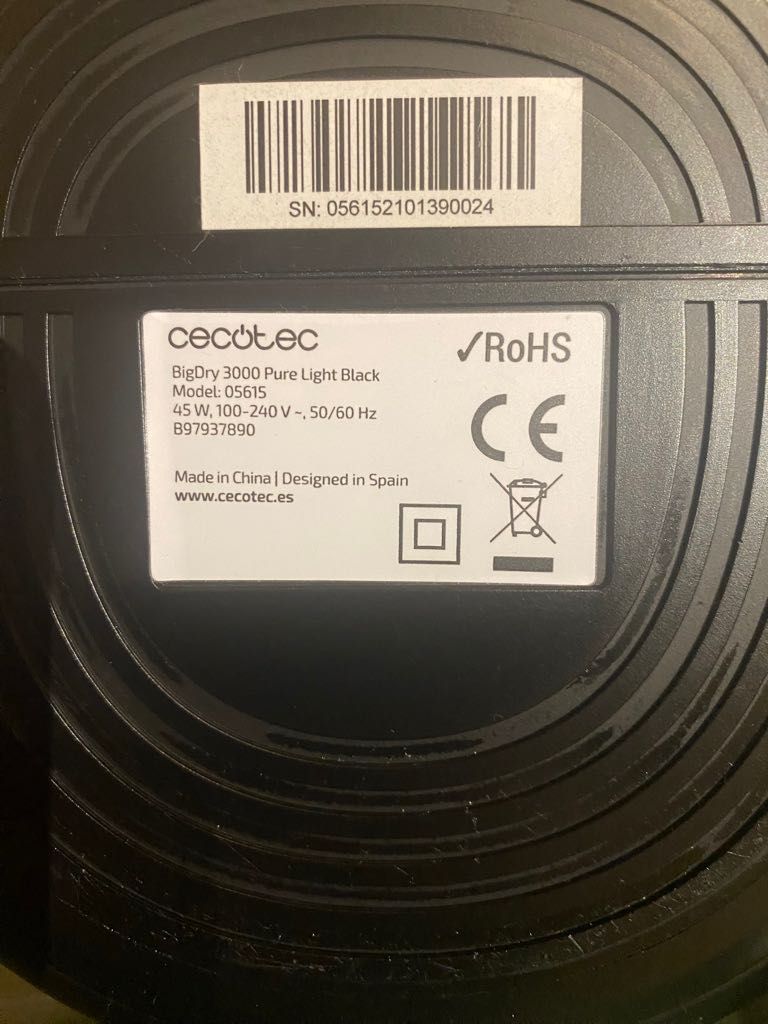 SN: 056152101390024
cecotec
✓RoHS
BigDry 3000 Pure Light Black
Model: 05615
45 W, 100-240 V ~, 50/60 Hz
B97937890
CE
Made in China | Designed in Spain
www.cecotec.es